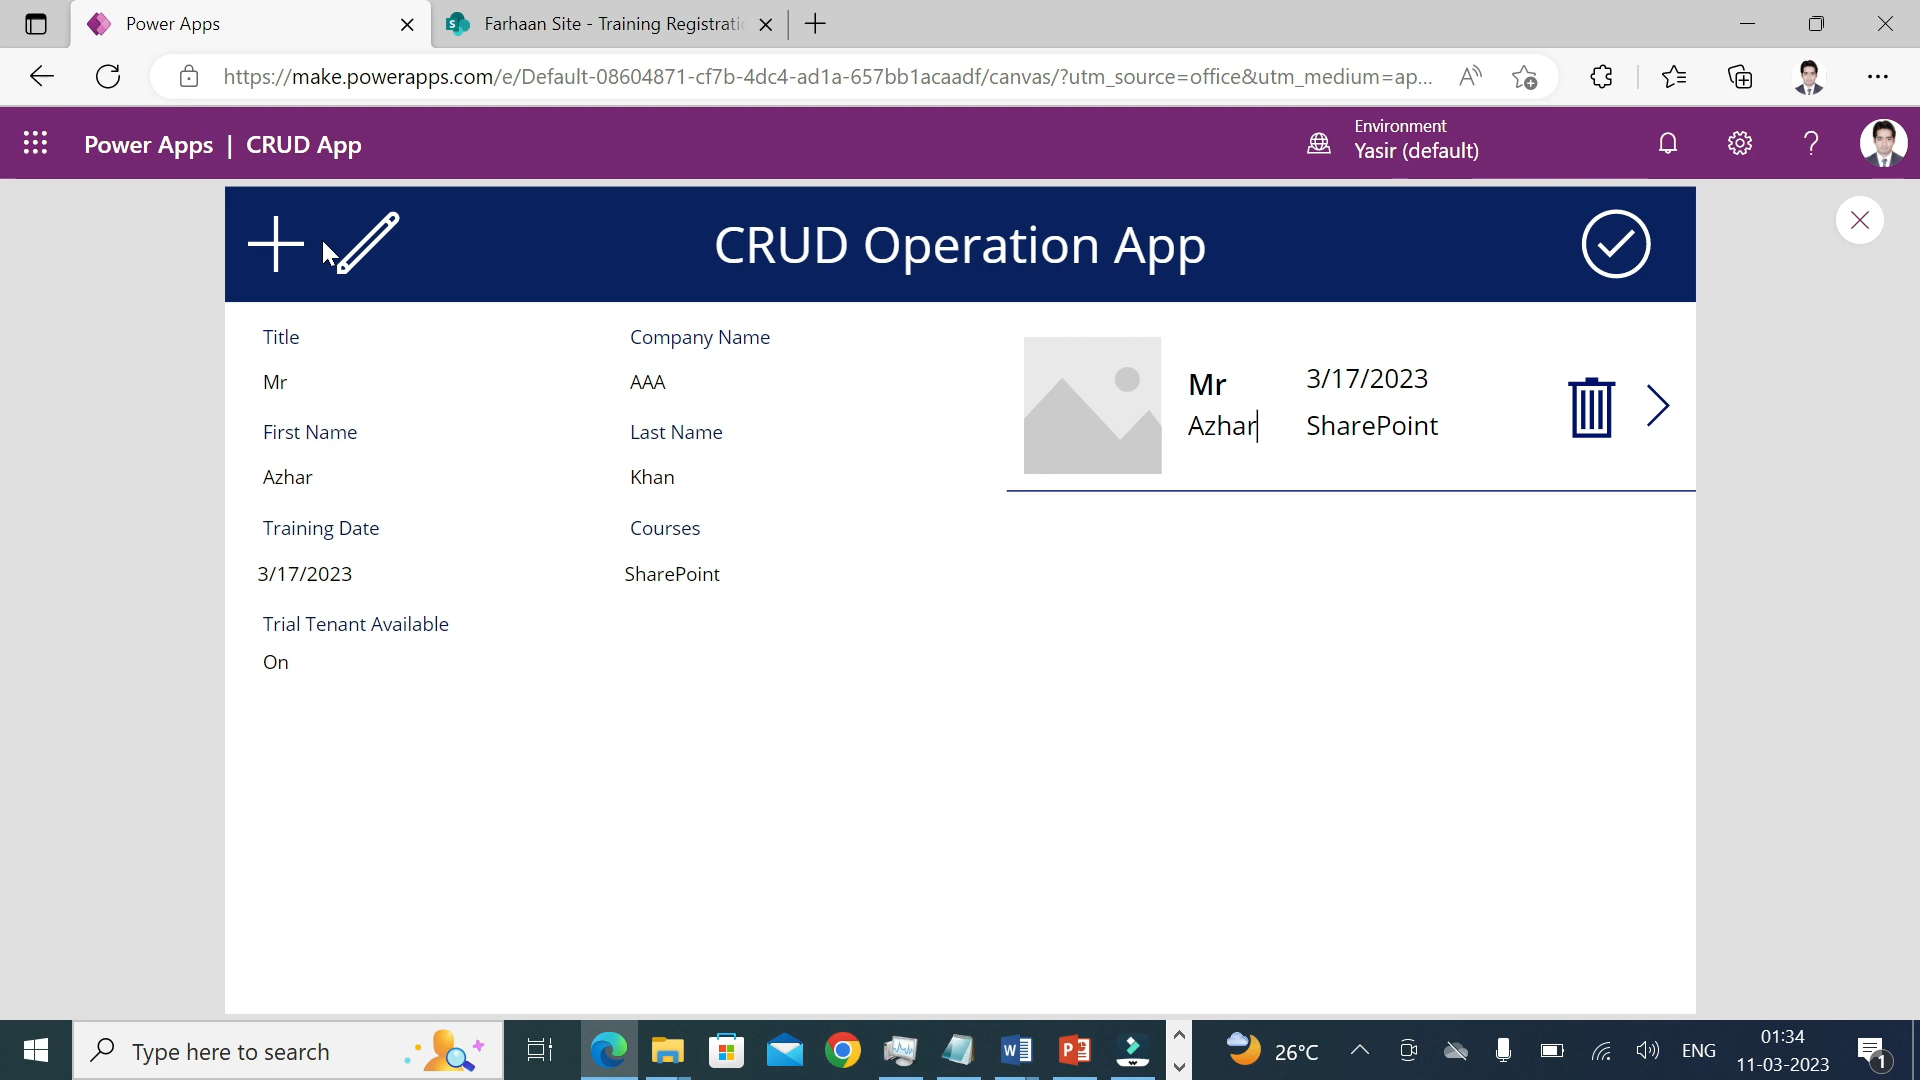 Power Apps
Farhaan Site - Training Registratic
https://make.powerapps.com/e/Default-08604871-cf7b-4dc4-ad1a-657bb1acaadf/canvas/?utm_source=office&utm_medium=ap...
Power Apps | CRUD App
Environment
Yasir (default)
CRUD Operation App
Title
Company Name
Mr
AAA
First Name
Last Name
Azhar
Khan
Training Date
Courses
3/17/2023
SharePoint
Trial Tenant Available
On
Mr
3/17/2023
Azhar
SharePoint
Type here to search
26°C
ENG
01:34
11-03-2023
1